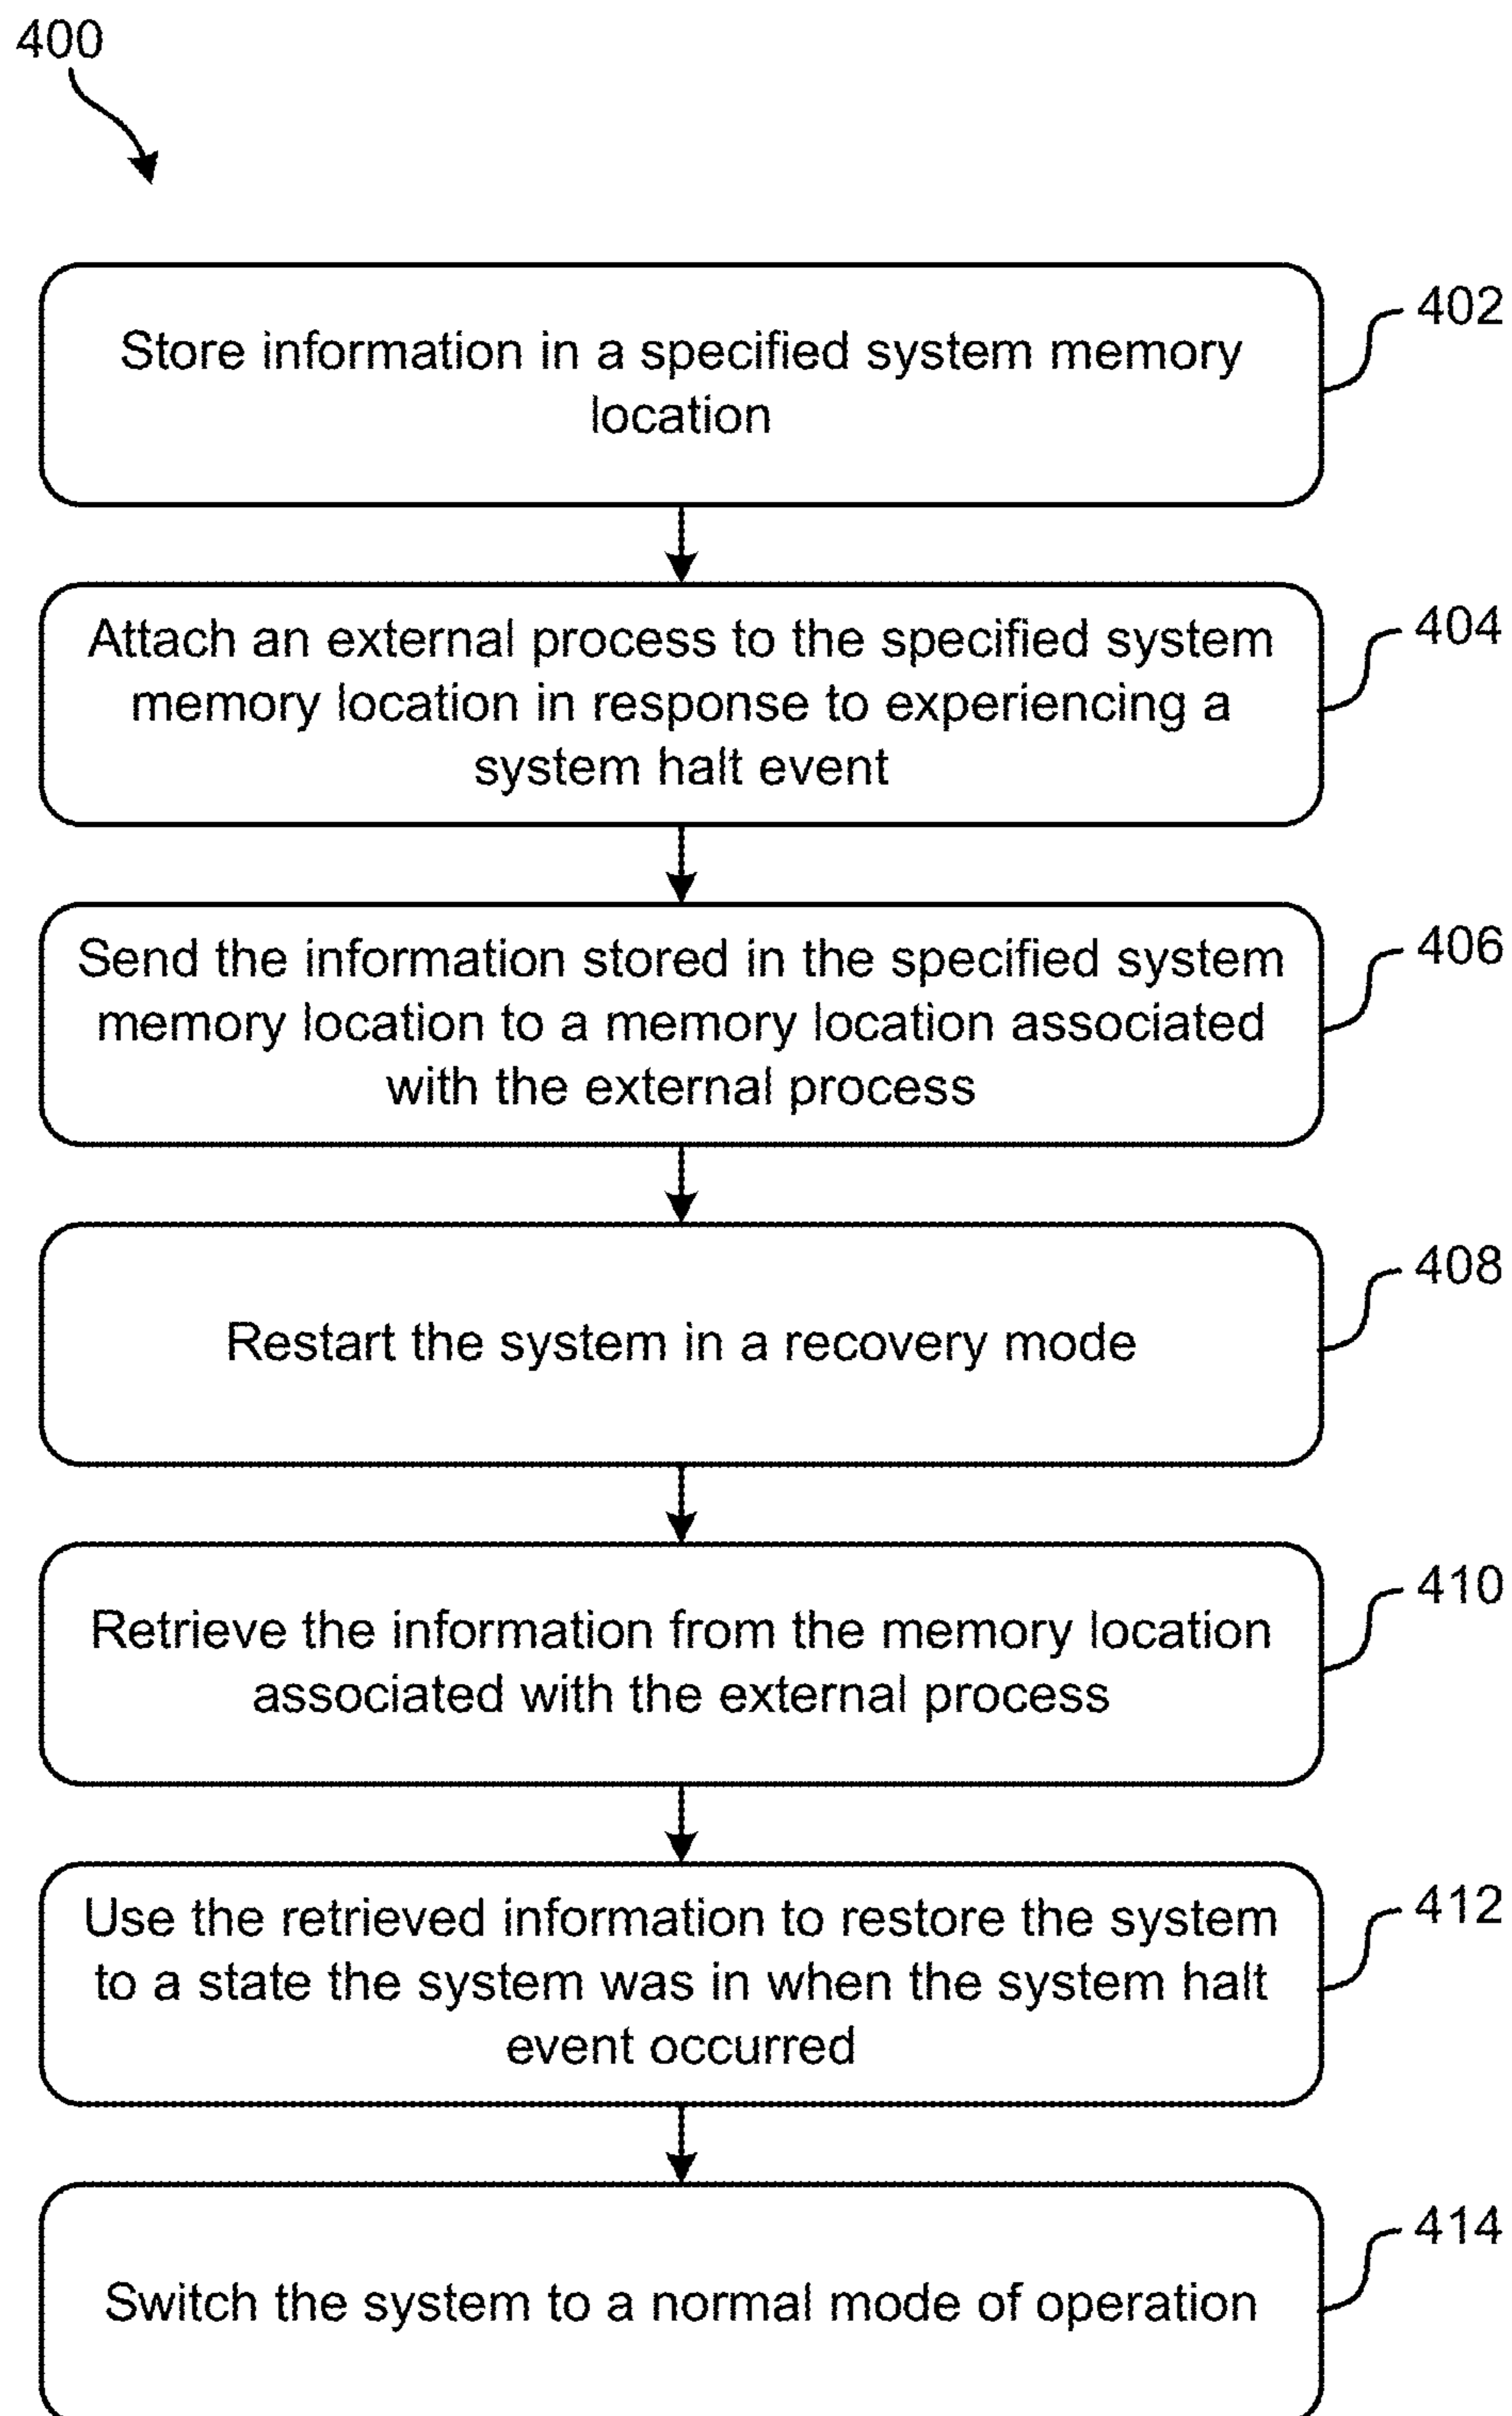 400
Store information in a specified system memory
location
402
Attach an external process to the specified system
memory location in response to experiencing a
system halt event
404
Send the information stored in the specified system
memory location to a memory location associated
with the external process
406
Restart the system in a recovery mode
408
Retrieve the information from the memory location
associated with the external process
410
Use the retrieved information to restore the system
to a state the system was in when the system halt
event occurred
412
Switch the system to a normal mode of operation
414